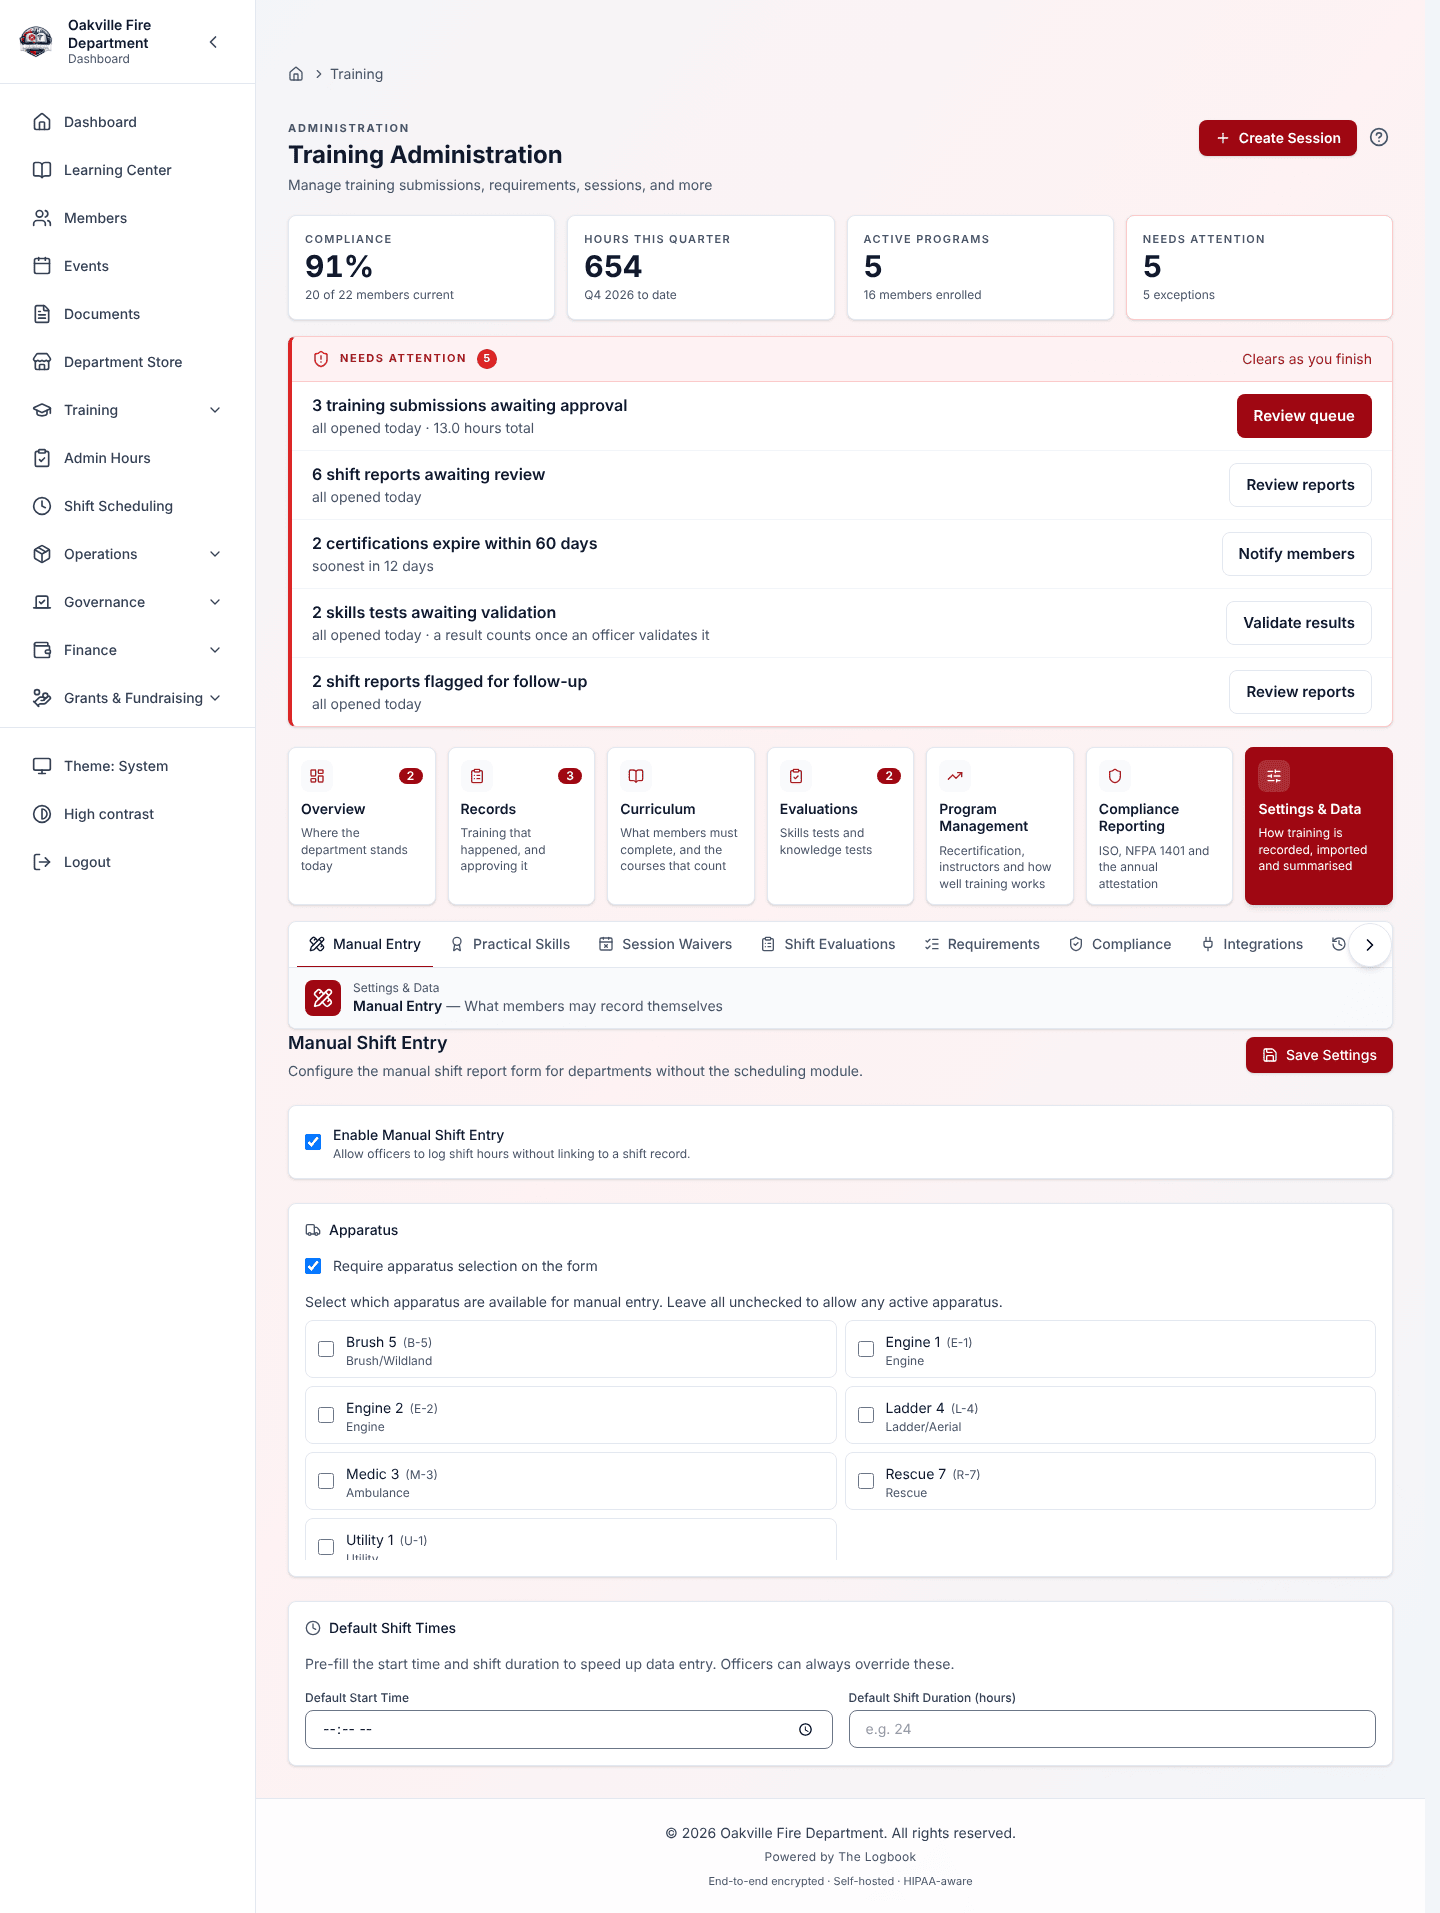 Oakville Fire
Department
Dashboard
Dashboard
Learning Center
Members
Events
Documents
Department Store
Training
Admin Hours
Shift Scheduling
Operations
Governance
Finance
Grants & Fundraising
Theme: System
High contrast
Logout
Training
ADMINISTRATION
Training Administration
Manage training submissions, requirements, sessions, and more
Create Session
COMPLIANCE
91%
20 of 22 members current
HOURS THIS QUARTER
654
Q4 2026 to date
ACTIVE PROGRAMS
5
16 members enrolled
NEEDS ATTENTION
5
5 exceptions
NEEDS ATTENTION 5
Clears as you finish
3 training submissions awaiting approval
all opened today · 13.0 hours total
Review queue
6 shift reports awaiting review
all opened today
Review reports
2 certifications expire within 60 days
soonest in 12 days
Notify members
2 skills tests awaiting validation
all opened today · a result counts once an officer validates it
Validate results
2 shift reports flagged for follow-up
all opened today
Review reports
2
Overview
Where the
department stands
today
3
Records
Training that
happened, and
approving it
Curriculum
What members must
complete, and the
courses that count
2
Evaluations
Skills tests and
knowledge tests
Program
Management
Recertification,
instructors and how
well training works
Compliance
Reporting
ISO, NFPA 1401 and
the annual
attestation
Settings & Data
How training is
recorded, imported
and summarised
Manual Entry
Practical Skills
Session Waivers
Shift Evaluations
Requirements
Compliance
Integrations
Settings & Data
Manual Entry — What members may record themselves
Manual Shift Entry
Configure the manual shift report form for departments without the scheduling module.
Save Settings
Enable Manual Shift Entry
Allow officers to log shift hours without linking to a shift record.
Apparatus
Require apparatus selection on the form
Select which apparatus are available for manual entry. Leave all unchecked to allow any active apparatus.
Brush 5 (B-5)
Brush/Wildland
Engine 1 (E-1)
Engine
Engine 2 (E-2)
Engine
Ladder 4 (L-4)
Ladder/Aerial
Medic 3 (M-3)
Ambulance
Rescue 7 (R-7)
Rescue
Utility 1 (U-1)
Utility
Default Shift Times
Pre-fill the start time and shift duration to speed up data entry. Officers can always override these.
Default Start Time
--:-- --
Default Shift Duration (hours)
e.g. 24
© 2026 Oakville Fire Department. All rights reserved.
Powered by The Logbook
End-to-end encrypted · Self-hosted · HIPAA-aware